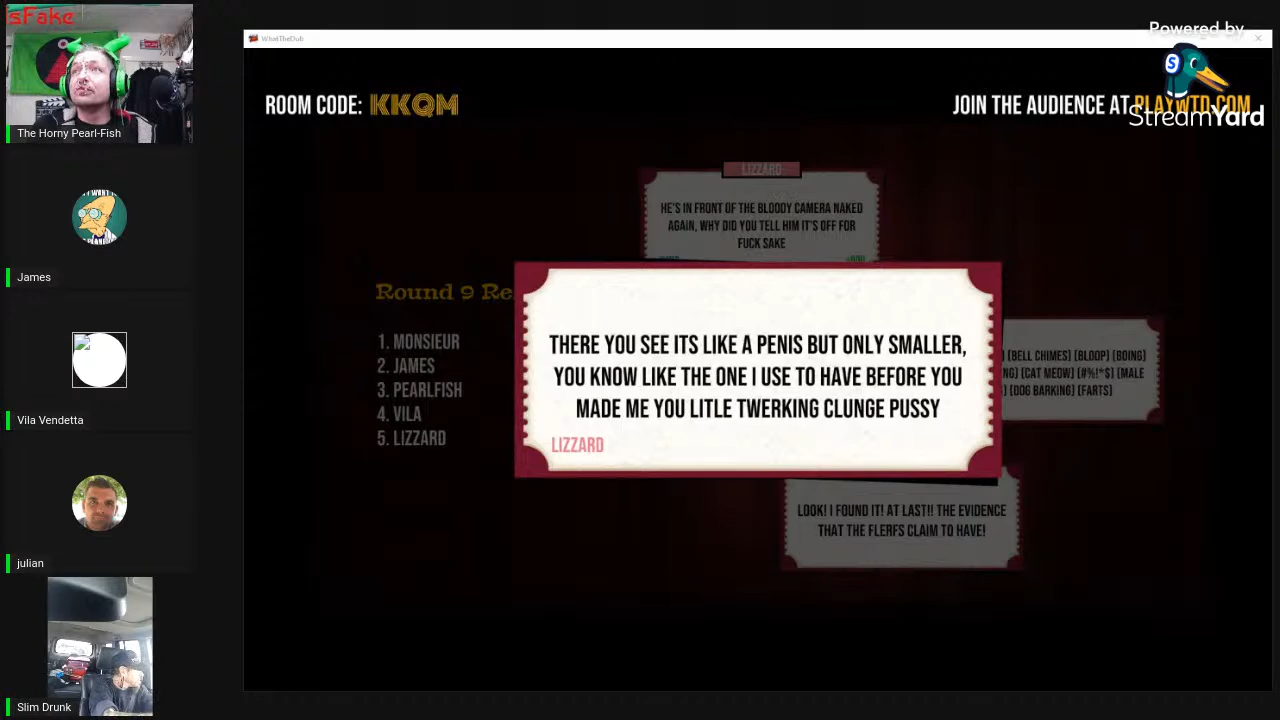 sFake
The Horny Pearl-Fish
James
Vila Vendetta
julian
Slim Drunk
WhatTheDub
Powered by
S
StreamYard
ROOM CODE: KKQM
JOIN THE AUDIENCE AT PLAYWTD.COM
LIZZARD
HE'S IN FRONT OF THE BLOODY CAMERA NAKED
AGAIN, WHY DID YOU TELL HIM IT'S OFF FOR
FUCK SAKE
Round 9 Re
1. MONSIEUR
2. JAMES
3. PEARLFISH
4. VILA
5. LIZZARD
THERE YOU SEE ITS LIKE A PENIS BUT ONLY SMALLER,
YOU KNOW LIKE THE ONE I USE TO HAVE BEFORE YOU
MADE ME YOU LITLE TWERKING CLUNGE PUSSY
LIZZARD
[BELL CHIMES] [BLOOP] [BOING]
[CAT MEOW] [#%!*$] [MALE
[DOG BARKING] [FARTS]
LOOK! I FOUND IT! AT LAST!! THE EVIDENCE
THAT THE FLERFS CLAIM TO HAVE!